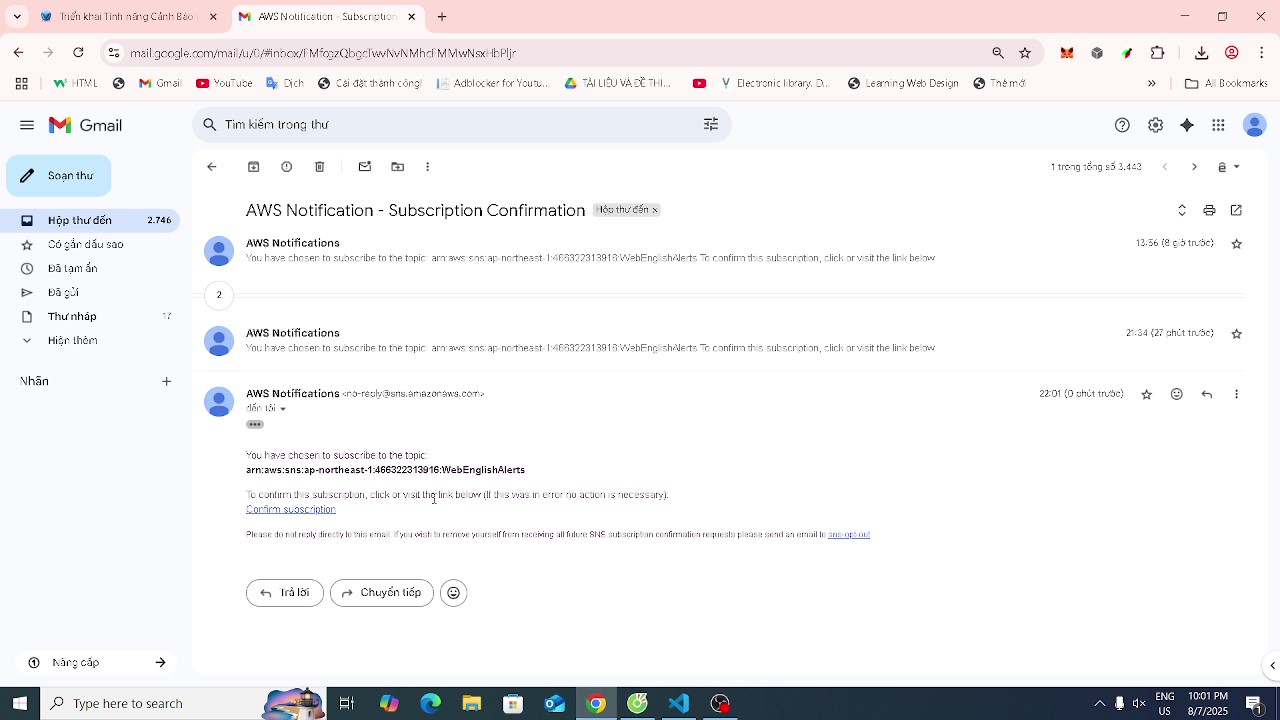 Triển khai Tính năng Cảnh báo
AWS Notification - Subscription
mail.google.com/mail/u/0/#inbox/
HTML
Gmail
YouTube
Dịch
Cài đặt thành công!
Adblocker for Youtu...
TÀI LIỆU VÀ ĐỀ THI...
Electronic library. D...
Learning Web Design
Thẻ mới
All Bookmarks
Gmail
Tìm kiếm trong thư
Soạn thư
1 trong tổng số 3.443
Hộp thư đến 2.746
Có gắn dấu sao
Đã tạm ẩn
Đã gửi
Thư nháp 17
Hiện thêm
Nhãn
Nâng cấp
AWS Notification - Subscription Confirmation
Hộp thư đến x
AWS Notifications
13:56 (8 giờ trước)
You have chosen to subscribe to the topic: arn:aws:sns:ap-northeast-1:466322313916:WebEnglishAlerts To confirm this subscription, click or visit the link below
2
AWS Notifications
21:34 (27 phút trước)
You have chosen to subscribe to the topic: arn:aws:sns:ap-northeast-1:466322313916:WebEnglishAlerts To confirm this subscription, click or visit the link below
AWS Notifications <no-reply@sns.amazonaws.com>
22:01 (0 phút trước)
đến tôi
You have chosen to subscribe to the topic:
arn:aws:sns:ap-northeast-1:466322313916:WebEnglishAlerts
To confirm this subscription, click or visit the link below (If this was in error no action is necessary):
Confirm subscription
Please do not reply directly to this email. If you wish to remove yourself from receiving all future SNS subscription confirmation requests please send an email to sns-opt-out
Trả lời
Chuyển tiếp
Type here to search
ENG
US
10:01 PM
8/7/2025